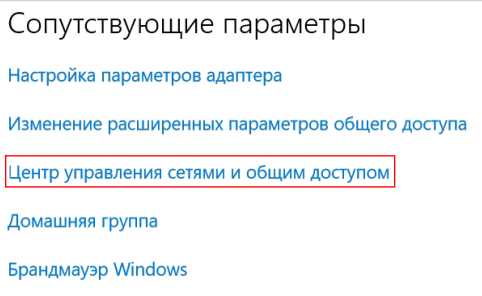 Сопутствующие параметры
Настройка параметров адаптера
Изменение расширенных параметров общего доступа
Центр управления сетями и общим доступом
Домашняя группа
Брандмауэр Windows